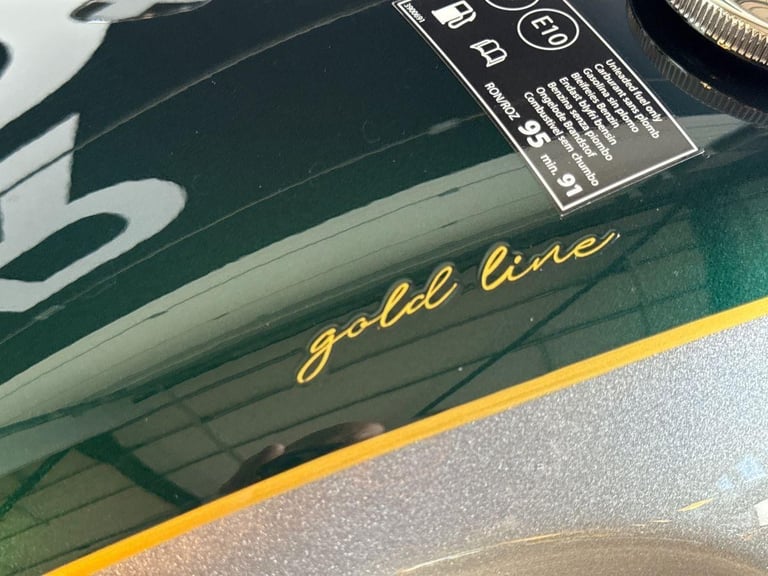 3900691
E10
Unleaded fuel only
Carburant sans plomb
Gasolina sin plomo
Bleifreies Benzin
Endast blyfri bensin
Benzina senza piombo
Ongelode Brandstof
Combustível sem chumbo
RON/ROZ 95 min. 91
gold line